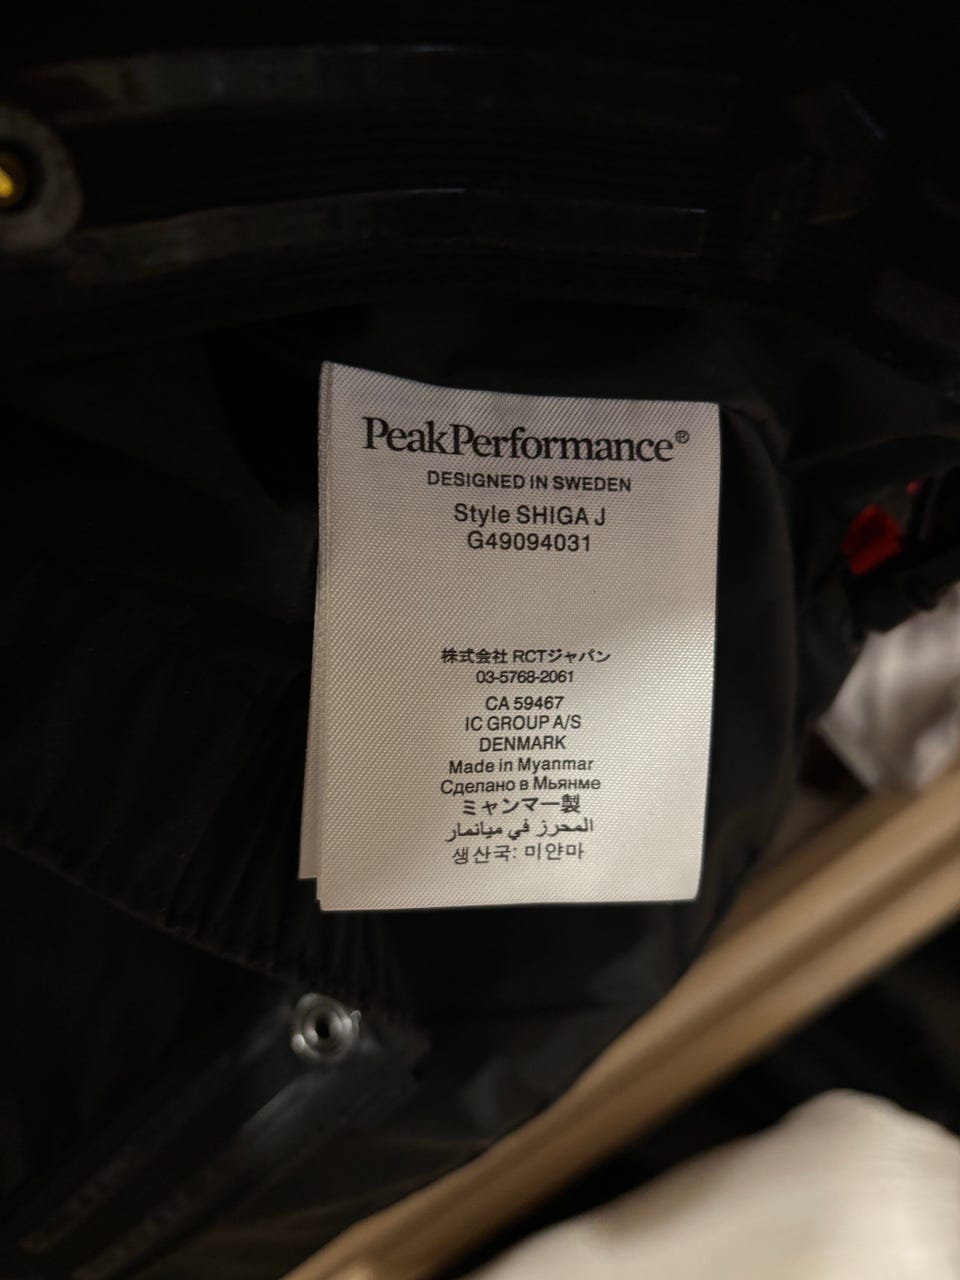 PeakPerformance®
DESIGNED IN SWEDEN
Style SHIGA J
G49094031
株式会社 RCTジャパン
03-5768-2061
CA 59467
IC GROUP A/S
DENMARK
Made in Myanmar
Сделано в Мьянме
ミャンマー製
المحرز في ميانمار
생산국: 미얀마